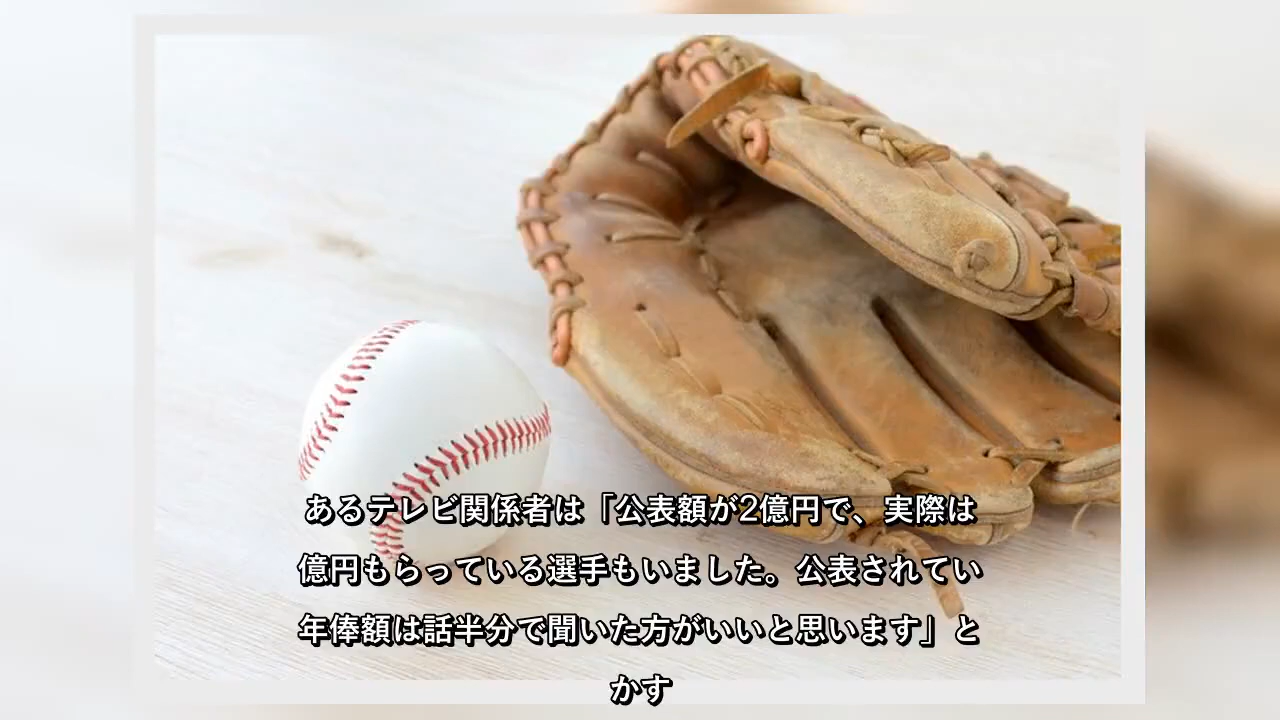 あるテレビ関係者は「公表額が2億円で、実際は
億円もらっている選手もいました。公表されてい
年俸額は話半分で聞いた方がいいと思います」と
かす